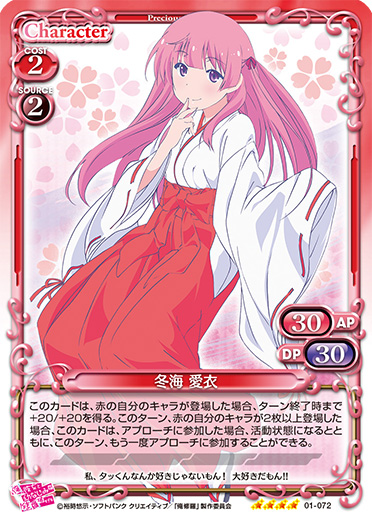 Precious
Character
COST
2
SOURCE
2
30 AP
DP 30
冬海 愛衣
このカードは、赤の自分のキャラが登場した場合、ターン終了時まで
+20/+20を得る。このターン、赤の自分のキャラが2枚以上登場した
場合、このカードは、アプローチに参加した場合、活動状態になるとと
もに、このターン、もう一度アプローチに参加することができる。
私、タッくんなんか好きじゃないもん! 大好きだもん!!
©裕時悠示・ソフトバンク クリエイティブ/「俺修羅」製作委員会
01-072